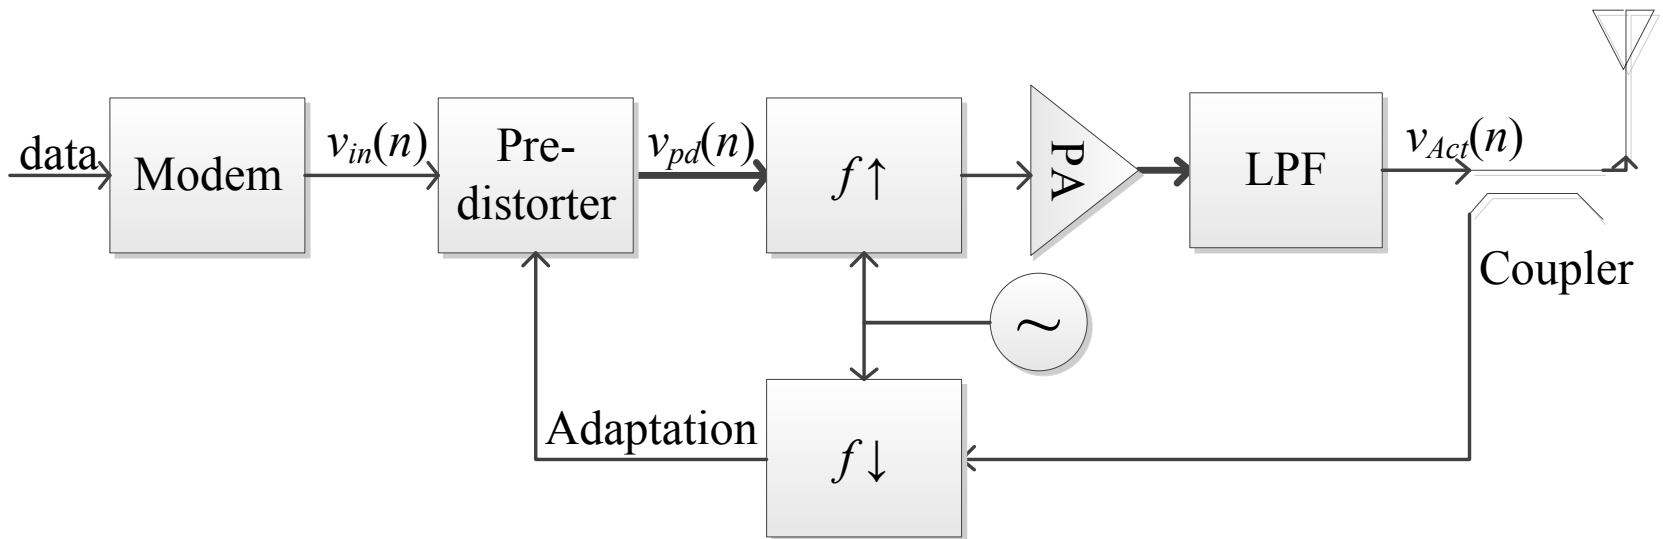 data
Modem
v_in(n)
Pre-
distorter
v_pd(n)
f↑
PA
LPF
v_Act(n)
Coupler
~
Adaptation
f↓